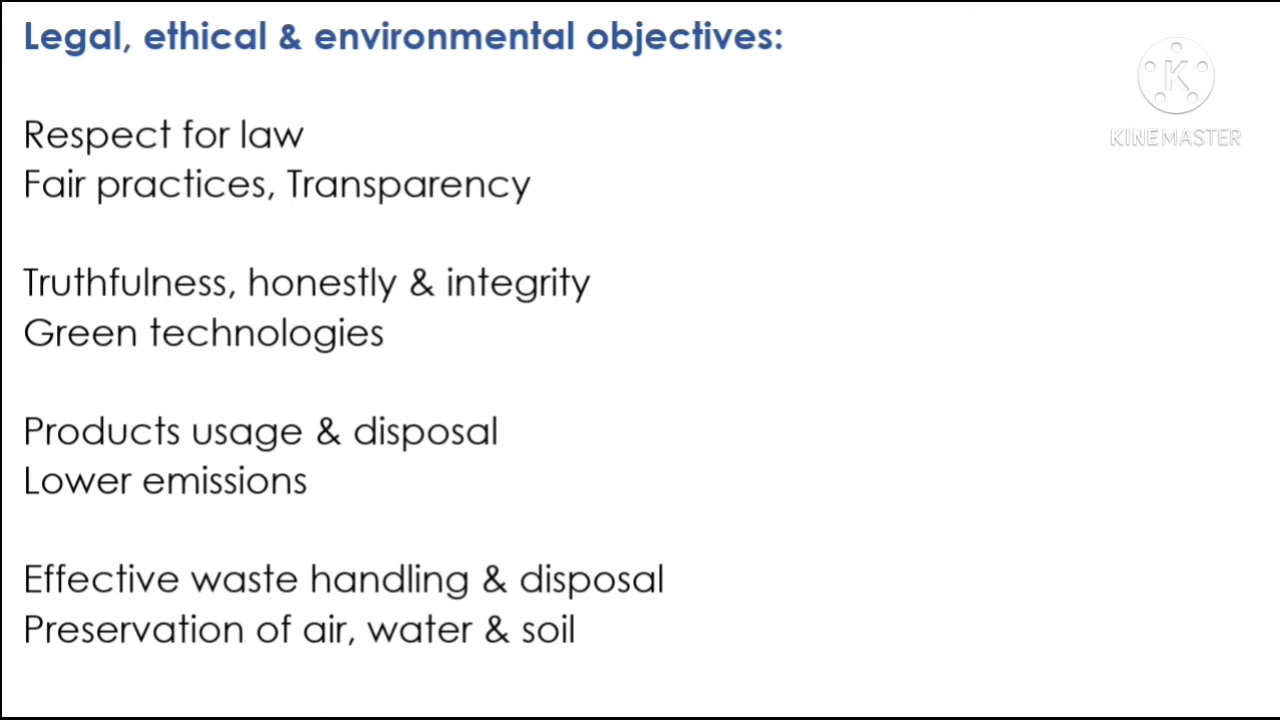 Legal, ethical & environmental objectives:
Respect for law
Fair practices, Transparency
Truthfulness, honestly & integrity
Green technologies
Products usage & disposal
Lower emissions
Effective waste handling & disposal
Preservation of air, water & soil
K
KINEMASTER